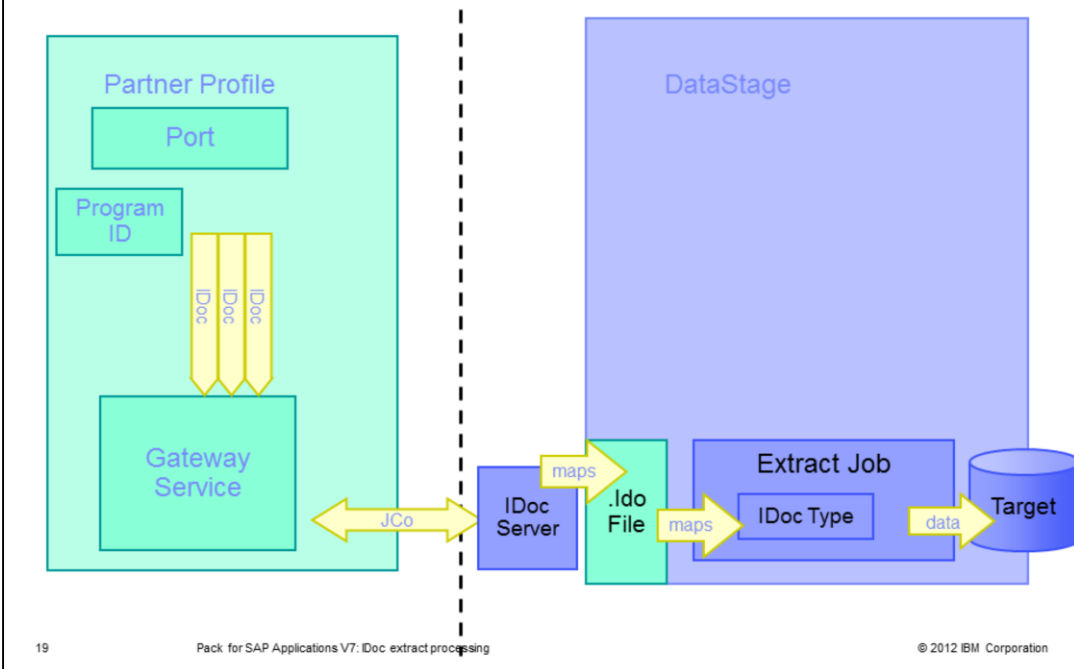 Partner Profile
Port
Program
ID
IDoc
IDoc
IDoc
Gateway
Service
JCo
DataStage
IDoc
Server
maps
.Ido
File
maps
Extract Job
IDoc Type
data
Target
19
Pack for SAP Applications V7: IDoc extract processing
© 2012 IBM Corporation